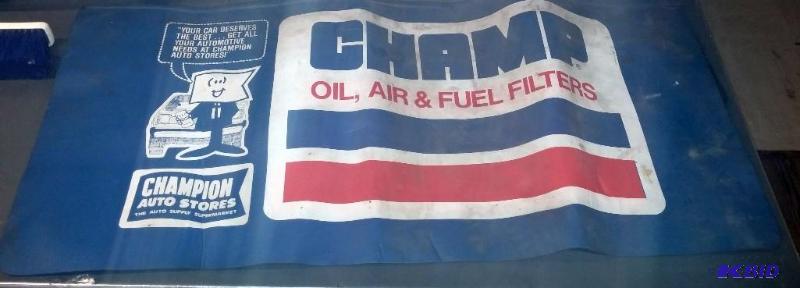 "YOUR CAR DESERVES
THE BEST... GET ALL
YOUR AUTOMOTIVE
NEEDS AT CHAMPION
AUTO STORES!"
CHAMPION
AUTO STORES
THE AUTO SUPPLY SUPERMARKET
CHAMP
OIL, AIR & FUEL FILTERS